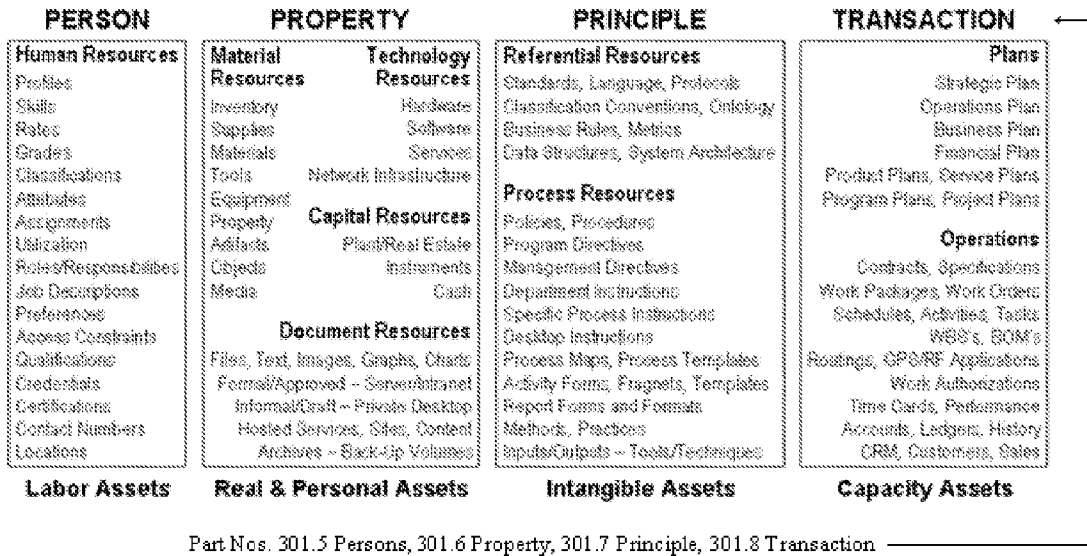 PERSON
Human Resources
Profiles
Skills
Rates
Grades
Classifications
Attributes
Assignments
Utilization
Roles/Responsibilities
Job Descriptions
Preferences
Access Constraints
Qualifications
Credentials
Certifications
Contact Numbers
Locations
Labor Assets
PROPERTY
Material
Resources
Inventory
Supplies
Materials
Tools
Equipment
Property
Artifacts
Objects
Media
Technology
Resources
Hardware
Software
Services
Network Infrastructure
Capital Resources
Plant/Real Estate
Instruments
Cash
Document Resources
Files, Text, Images, Graphs, Charts
Formal/Approved – Server/Intranet
Informal/Draft – Private Desktop
Hosted Services, Sites, Content
Archives – Back-Up Volumes
Real & Personal Assets
PRINCIPLE
Referential Resources
Standards, Language, Protocols
Classification Conventions, Ontology
Business Rules, Metrics
Data Structures, System Architecture
Process Resources
Policies, Procedures
Program Directives
Management Directives
Department Instructions
Specific Process Instructions
Desktop Instructions
Process Maps, Process Templates
Activity Forms, Fragnets, Templates
Report Forms and Formats
Methods, Practices
Inputs/Outputs – Tools/Techniques
Intangible Assets
TRANSACTION
Plans
Strategic Plan
Operations Plan
Business Plan
Financial Plan
Product Plans, Service Plans
Program Plans, Project Plans
Operations
Contracts, Specifications
Work Packages, Work Orders
Schedules, Activities, Tasks
WBS's, BOM's
Routings, GPS/RF Applications
Work Authorizations
Time Cards, Performance
Accounts, Ledgers, History
CRM, Customers, Sales
Capacity Assets
Part Nos. 301.5 Persons, 301.6 Property, 301.7 Principle, 301.8 Transaction